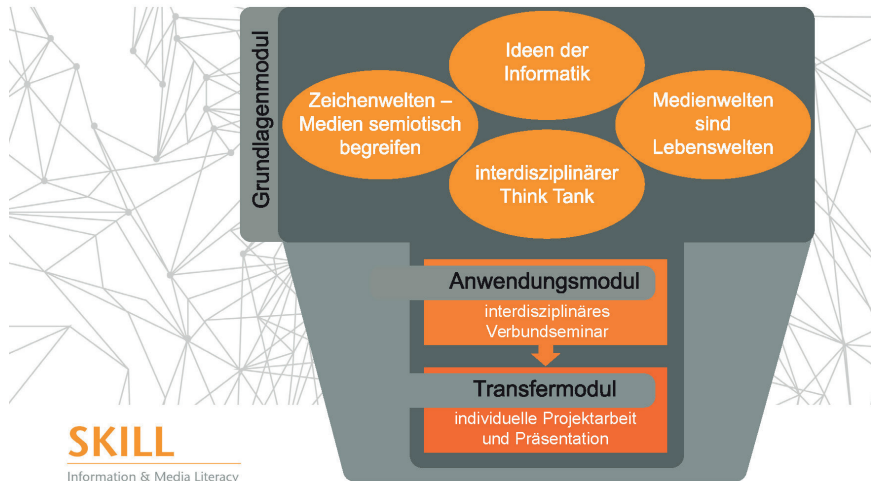 Grundlagenmodul
Ideen der
Informatik
Zeichenwelten –
Medien semiotisch
begreifen
Medienwelten
sind
Lebenswelten
interdisziplinärer
Think Tank
Anwendungsmodul
interdisziplinäres
Verbundseminar
Transfermodul
individuelle Projektarbeit
und Präsentation
SKILL
Information & Media Literacy